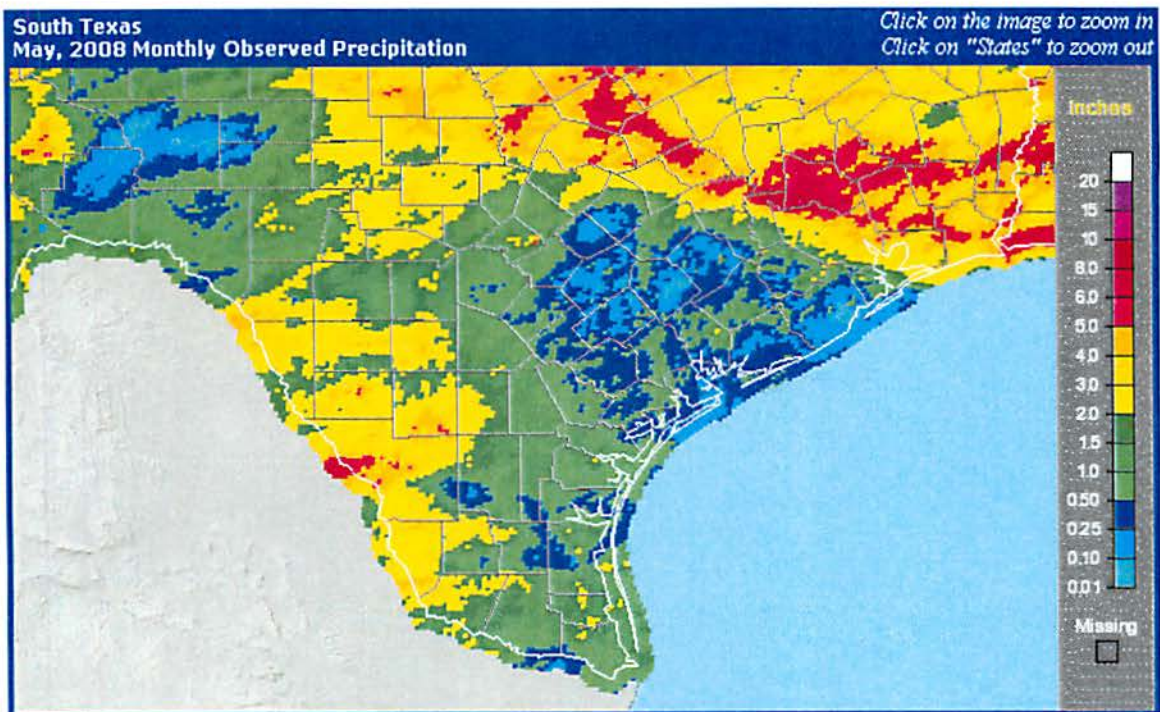 South Texas
May, 2008 Monthly Observed Precipitation
Click on the image to zoom in
Click on "States" to zoom out
Inches
20
15
10
8.0
6.0
5.0
4.0
3.0
2.0
1.5
1.0
0.50
0.25
0.10
0.01
Missing